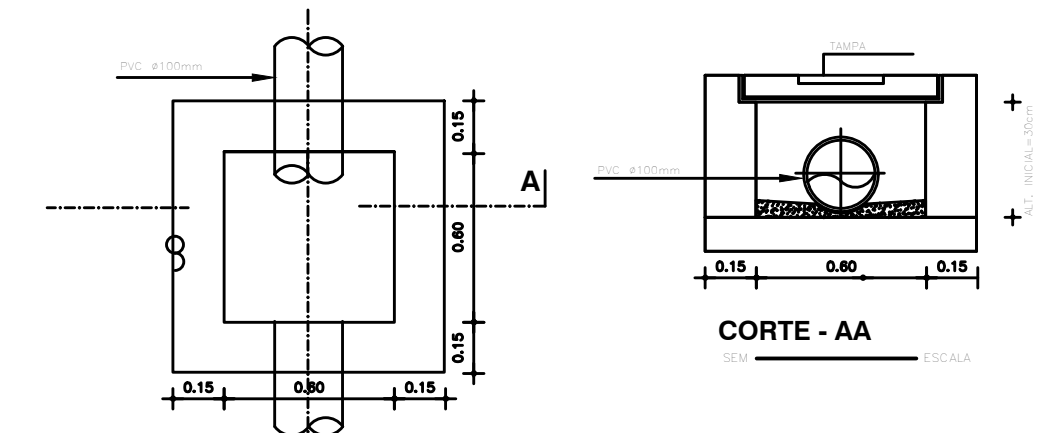 PVC ø100mm
0.15
A
0.60
0.15
0.15 0.60 0.15
TAMPA
PVC ø100mm
ALT. INICIAL=30cm
0.15 0.60 0.15
CORTE - AA
SEM ESCALA